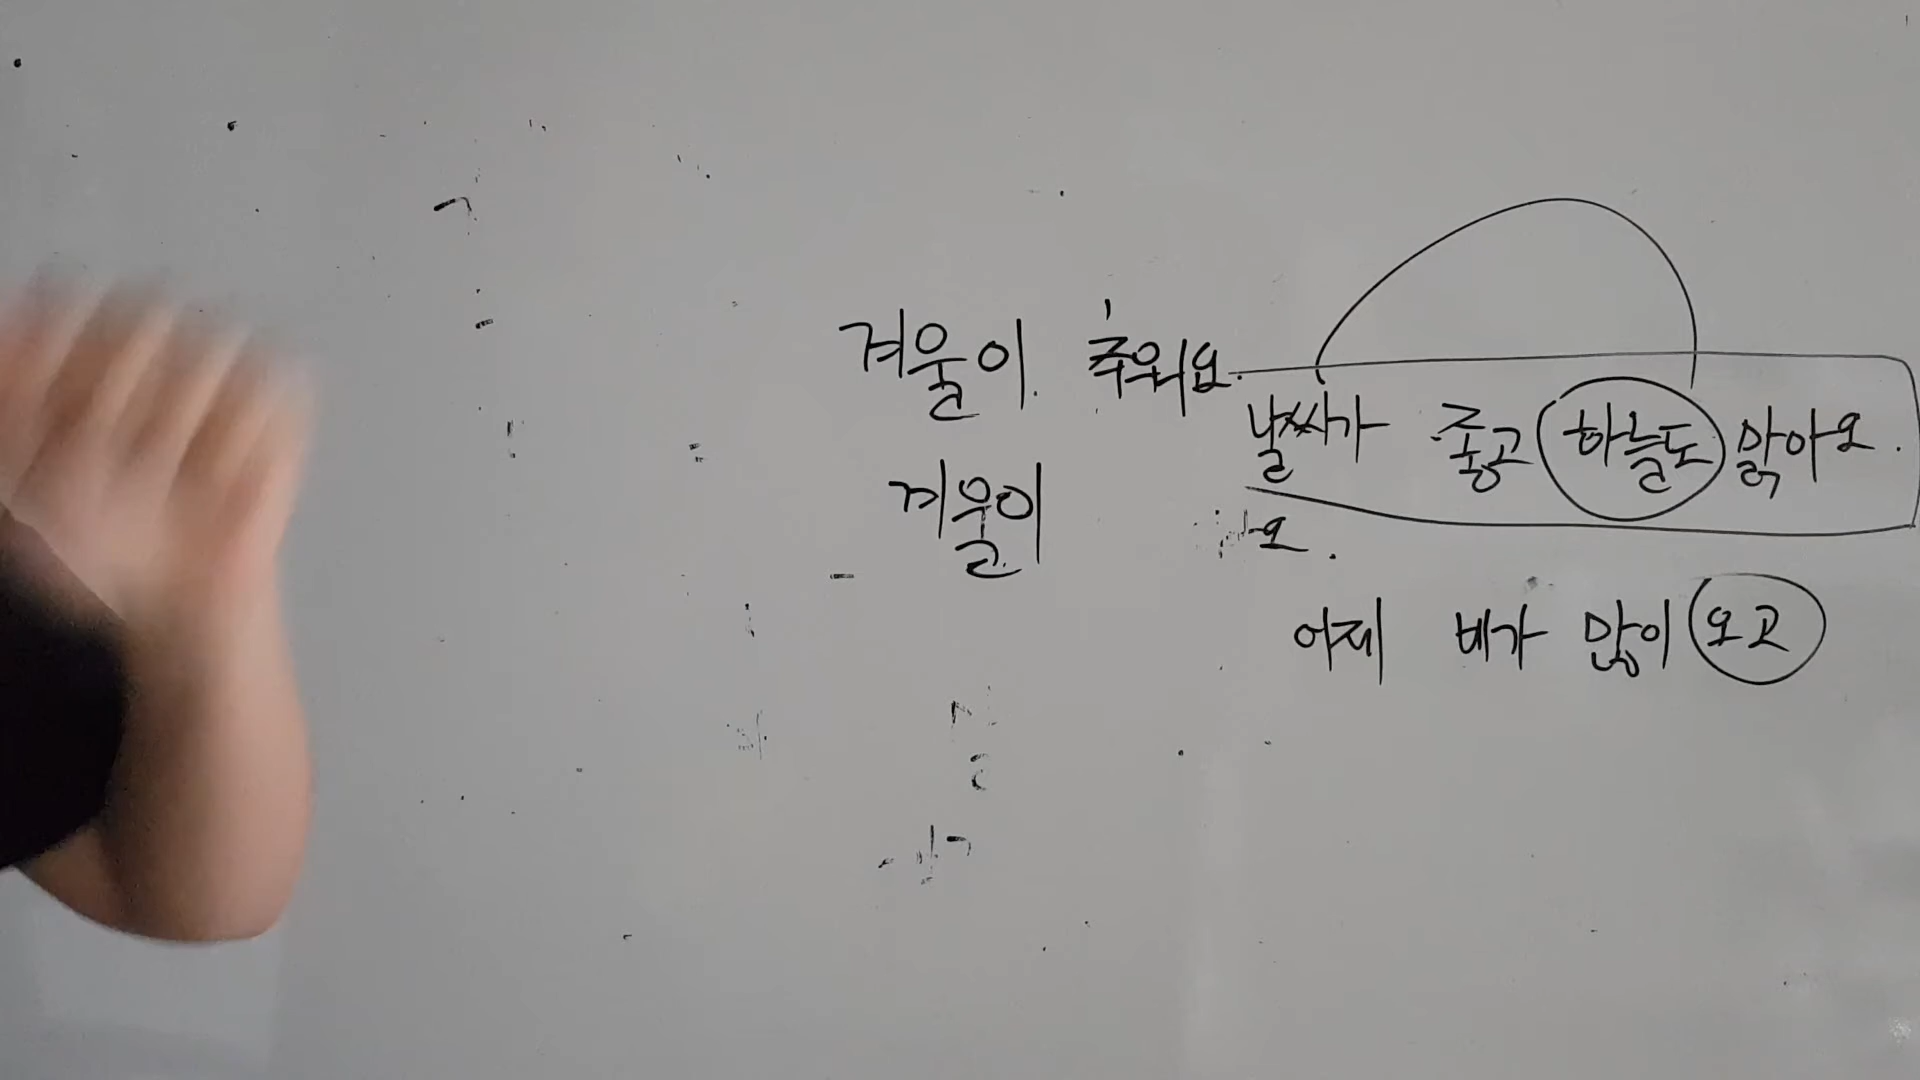 겨울이 추워요.
날씨가 좋고 하늘도 맑아요.
겨울이
요.
어제 비가 많이 오고